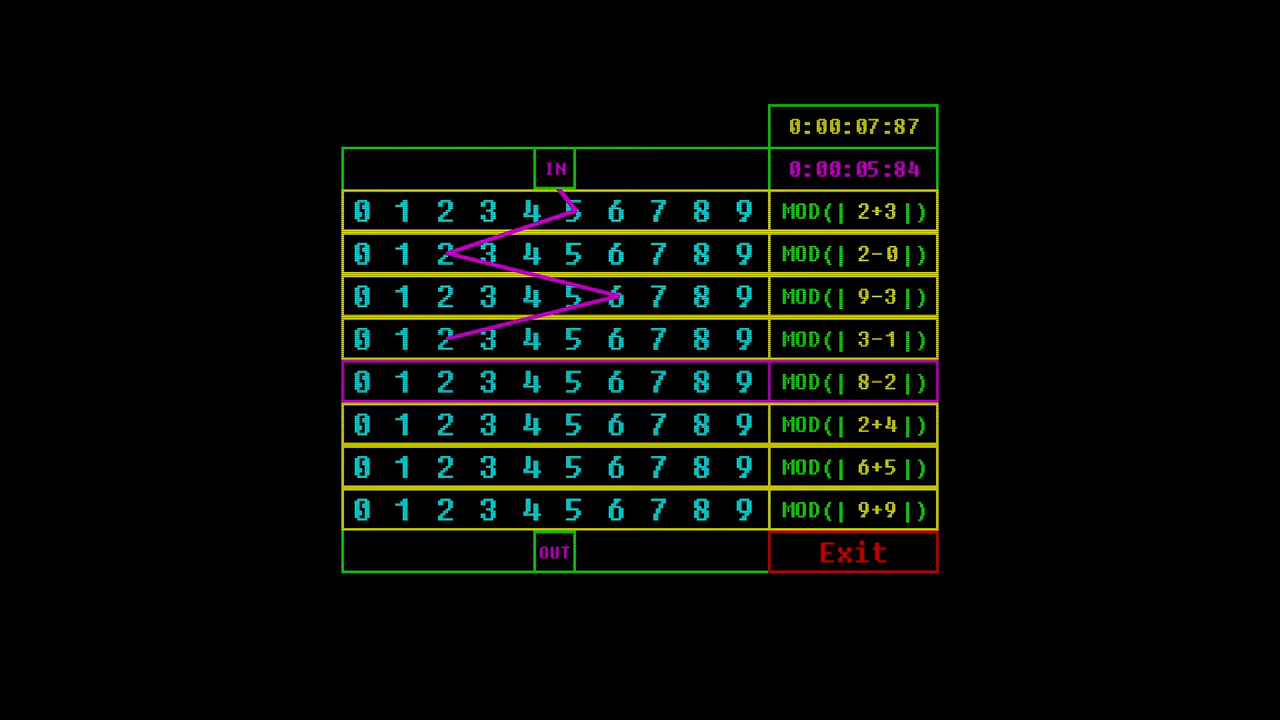 0:00:07:87
IN 0:00:05:84
0 1 2 3 4 5 6 7 8 9 MOD(| 2+3 |)
0 1 2 3 4 5 6 7 8 9 MOD(| 2-0 |)
0 1 2 3 4 5 6 7 8 9 MOD(| 9-3 |)
0 1 2 3 4 5 6 7 8 9 MOD(| 3-1 |)
0 1 2 3 4 5 6 7 8 9 MOD(| 8-2 |)
0 1 2 3 4 5 6 7 8 9 MOD(| 2+4 |)
0 1 2 3 4 5 6 7 8 9 MOD(| 6+5 |)
0 1 2 3 4 5 6 7 8 9 MOD(| 9+9 |)
OUT Exit